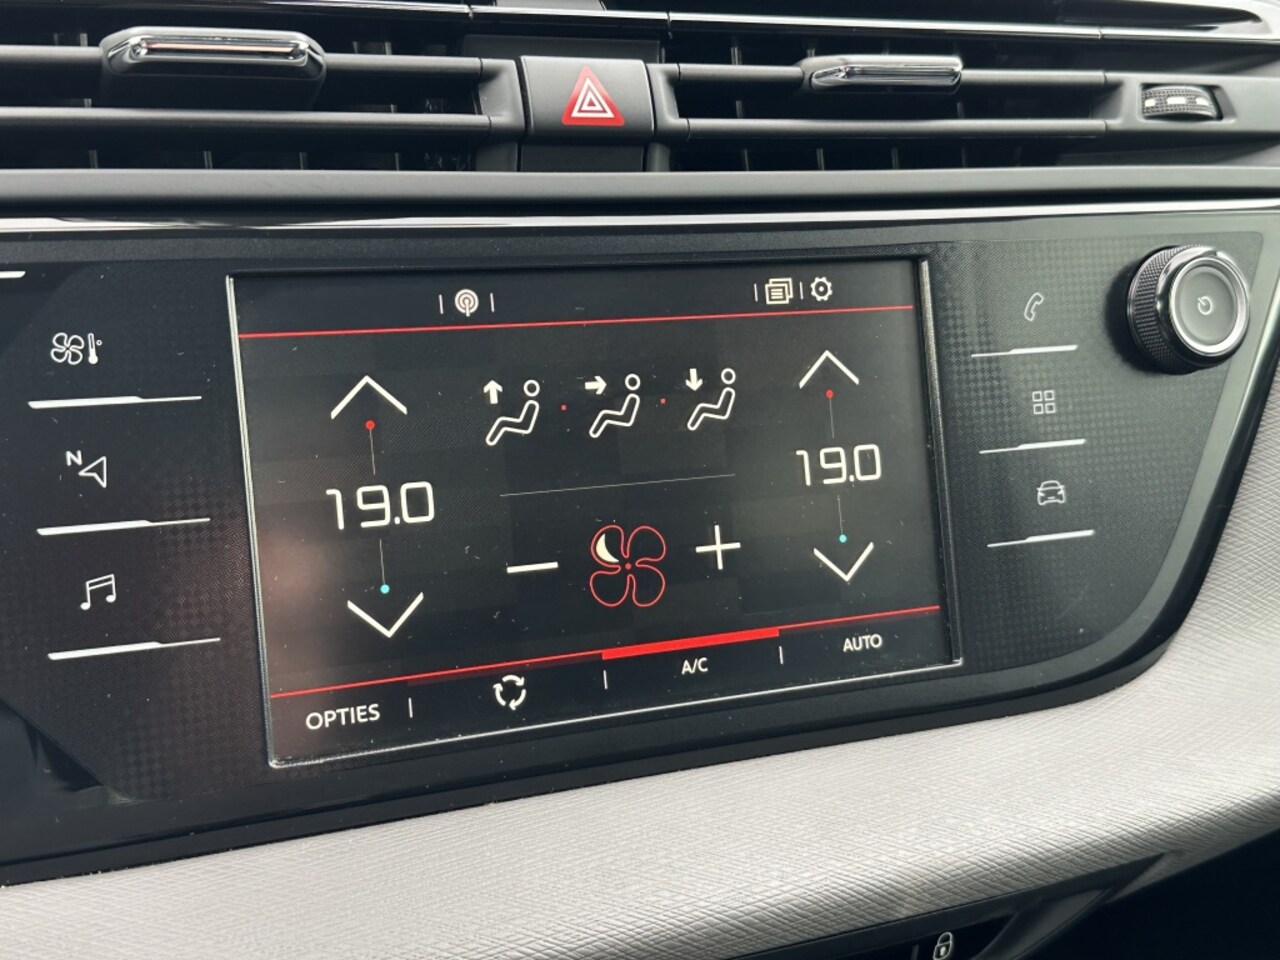 N
19.0
19.0
OPTIES
A/C
AUTO